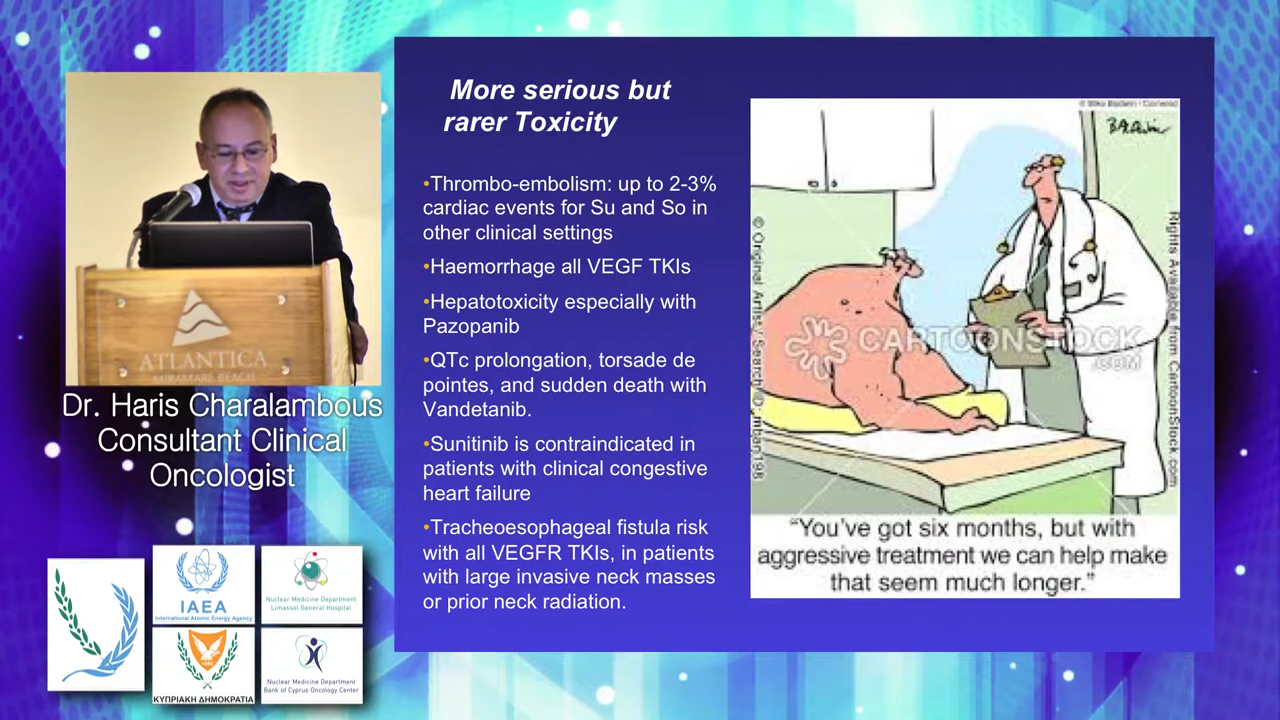 More serious but
rarer Toxicity
•Thrombo-embolism: up to 2-3%
cardiac events for Su and So in
other clinical settings
•Haemorrhage all VEGF TKIs
•Hepatotoxicity especially with
Pazopanib
•QTc prolongation, torsade de
pointes, and sudden death with
Vandetanib.
•Sunitinib is contraindicated in
patients with clinical congestive
heart failure
•Tracheoesophageal fistula risk
with all VEGFR TKIs, in patients
with large invasive neck masses
or prior neck radiation.
© Original Artist
Rights Available from CartoonStock.com
CARTOONSTOCK
.COM
"You've got six months, but with
aggressive treatment we can help make
that seem much longer."
ATLANTICA
MIRAMARE BEACH
Dr. Haris Charalambous
Consultant Clinical
Oncologist
IAEA
International Atomic Energy Agency
Nuclear Medicine Department
Limassol General Hospital
ΚΥΠΡΙΑΚΗ ΔΗΜΟΚΡΑΤΙΑ
Nuclear Medicine Department
Bank of Cyprus Oncology Center